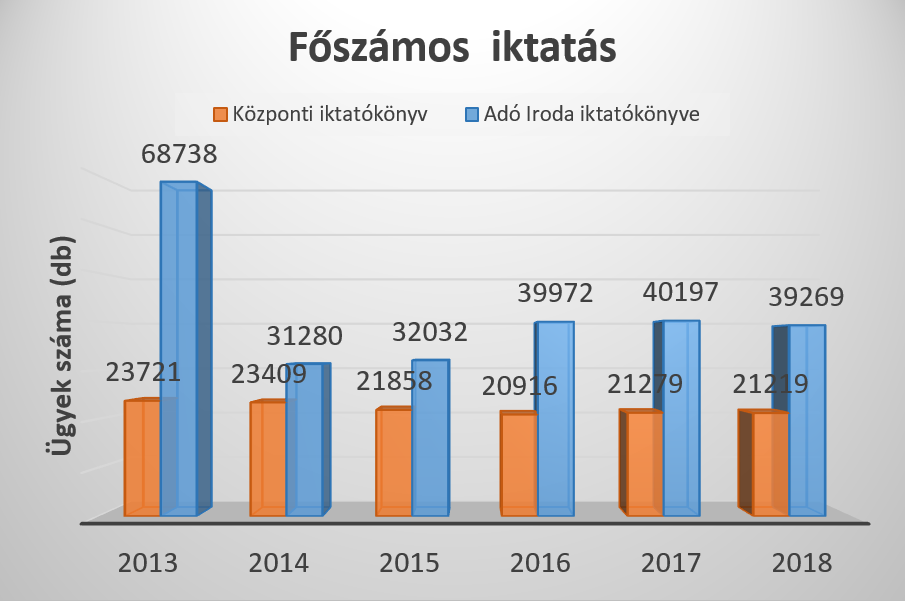 Főszámos iktatás
Központi iktatókönyv Adó Iroda iktatókönyve
Ügyek száma (db)
68738
39972 40197 39269
31280 32032
23721 23409 21858 20916 21279 21219
2013 2014 2015 2016 2017 2018